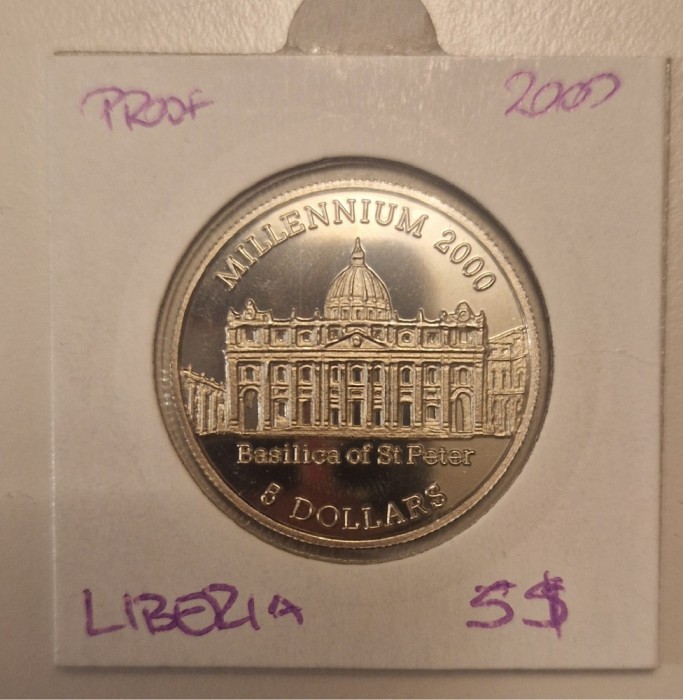 PROOF 2000
MILLENNIUM 2000
Basilica of St Peter
5 DOLLARS
LIBERIA 5$